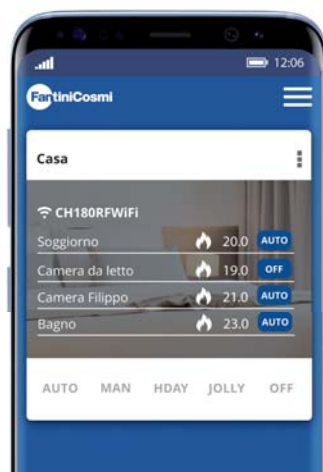 12:06
FantiniCosmi
Casa
CH180RFWiFi
Soggiorno 20.0 AUTO
Camera da letto 19.0 OFF
Camera Filippo 21.0 AUTO
Bagno 23.0 AUTO
AUTO MAN HDAY JOLLY OFF